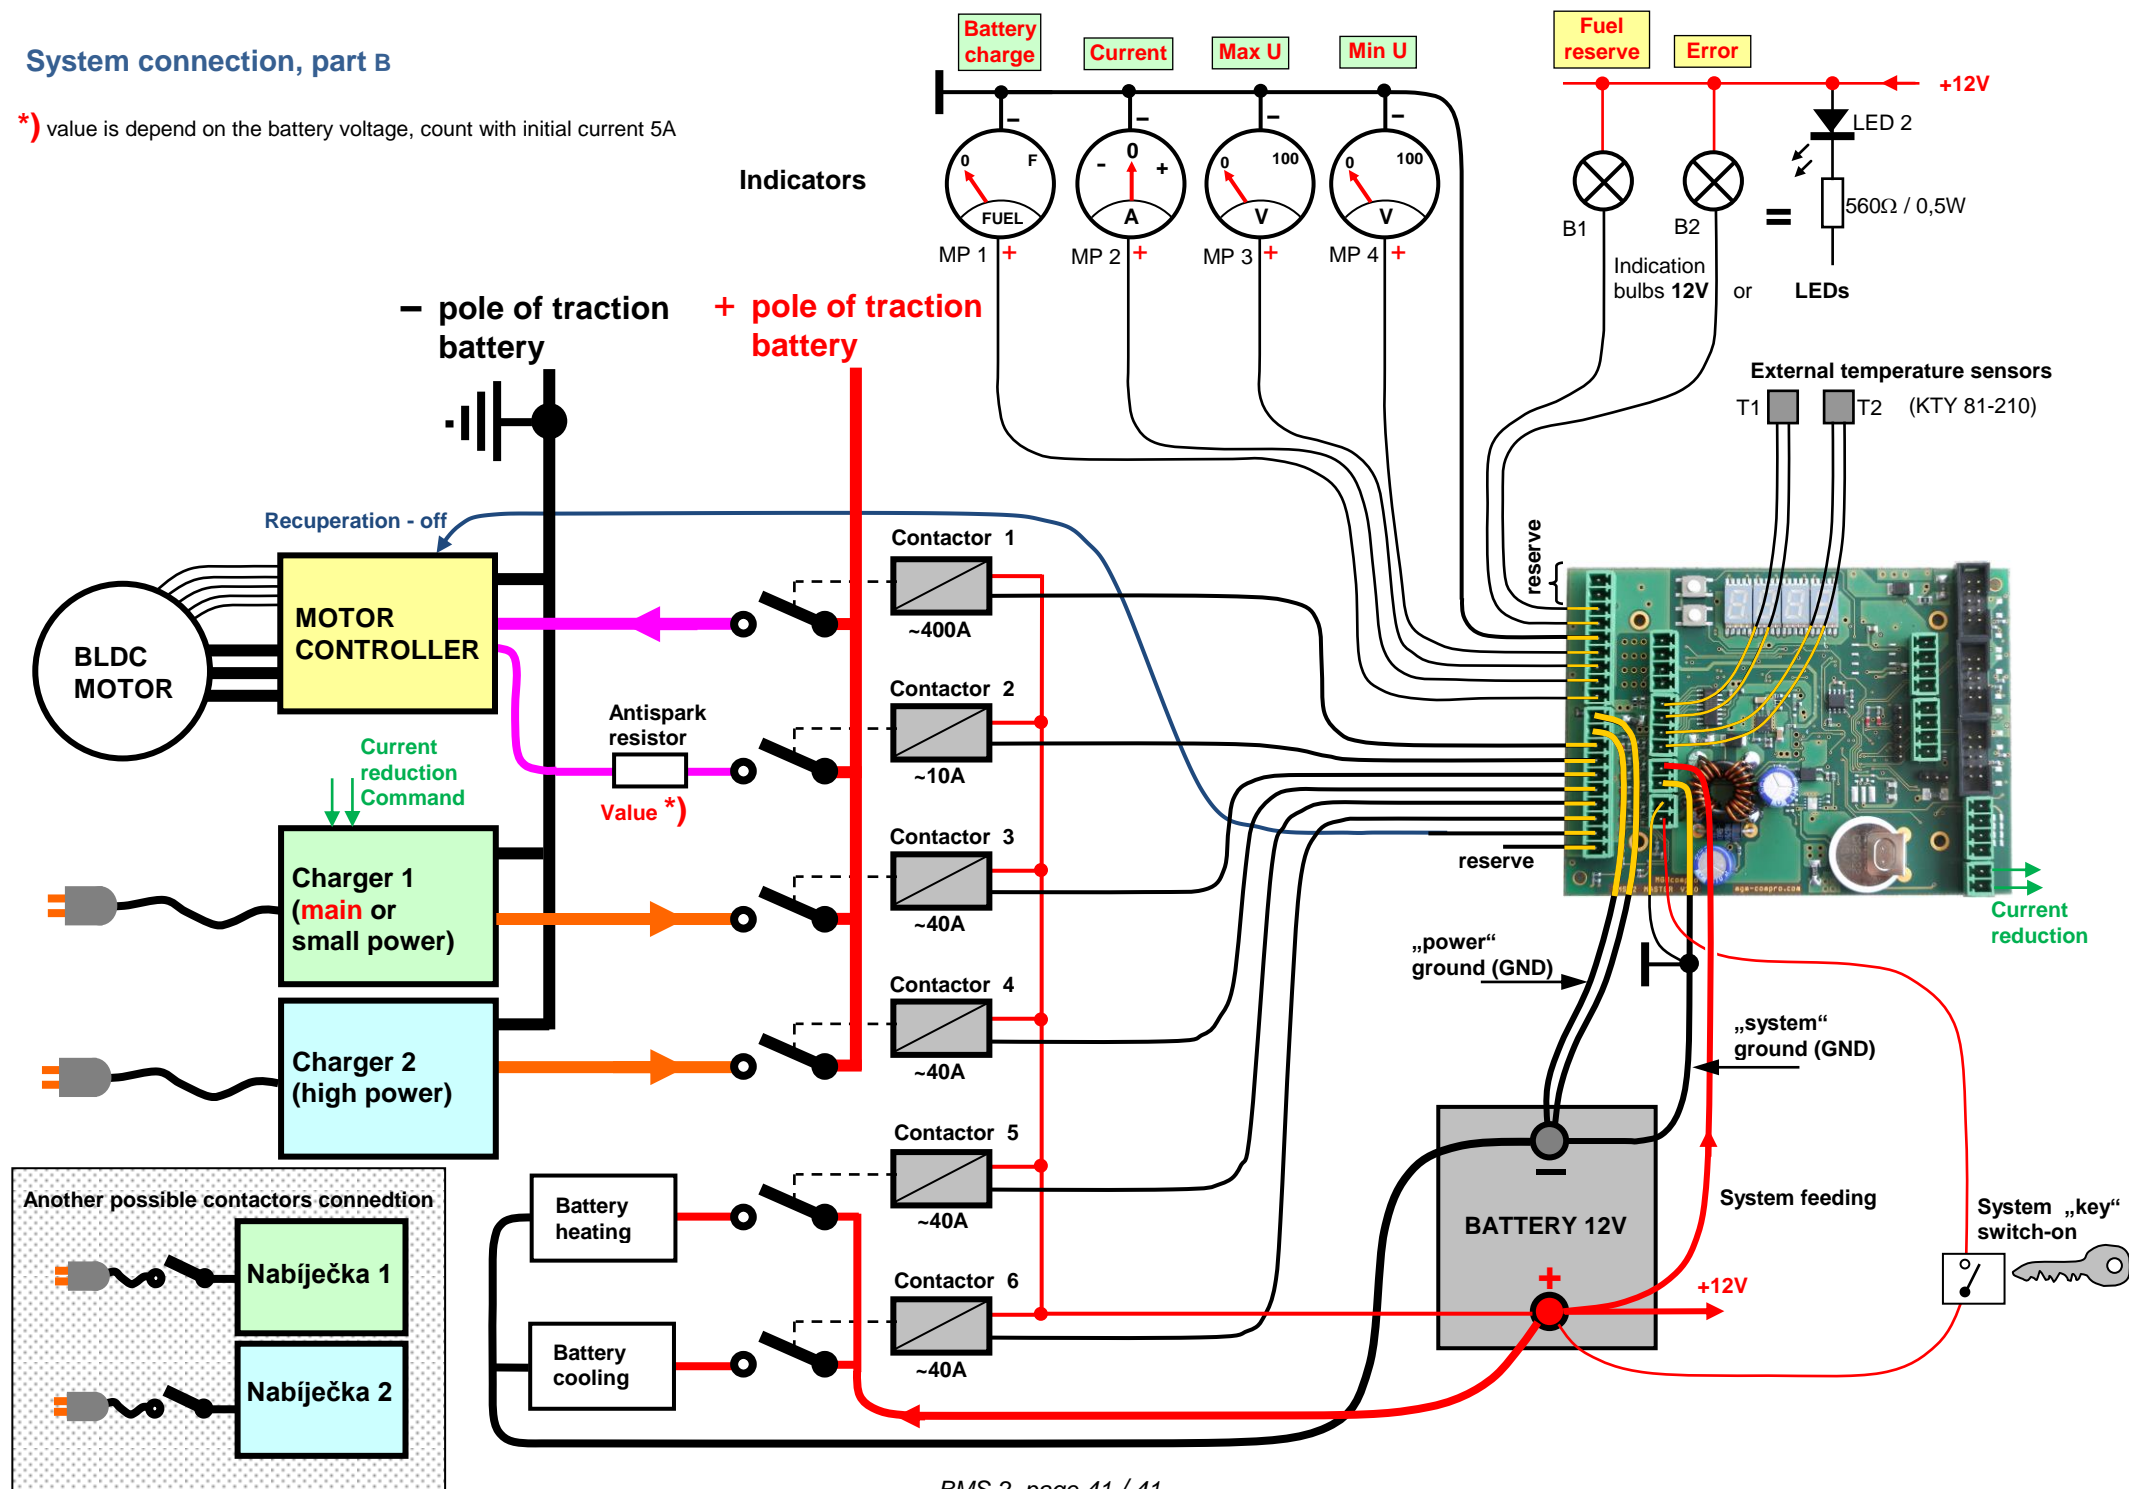 System connection, part B
*) value is depend on the battery voltage, count with initial current 5A
Battery
charge
Current
Max U
Min U
Fuel
reserve
Error
+12V
LED 2
560Ω / 0,5W
=
B1
B2
Indication
bulbs 12V or LEDs
Indicators
0 F
FUEL
- 0 +
A
0 100
V
0 100
V
MP 1 +
MP 2 +
MP 3 +
MP 4 +
− pole of traction
battery
+ pole of traction
battery
External temperature sensors
T1
T2
(KTY 81-210)
Recuperation - off
reserve
MOTOR
CONTROLLER
BLDC
MOTOR
Antispark
resistor
Value *)
Current
reduction
Command
Charger 1
(main or
small power)
Charger 2
(high power)
Contactor 1
~400A
Contactor 2
~10A
Contactor 3
~40A
Contactor 4
~40A
Contactor 5
~40A
Contactor 6
~40A
reserve
Current
reduction
„power“
ground (GND)
„system“
ground (GND)
BATTERY 12V
+
+12V
System feeding
System „key“
switch-on
Battery
heating
Battery
cooling
Another possible contactors connedtion
Nabíječka 1
Nabíječka 2
BMS 2, page 41 / 41